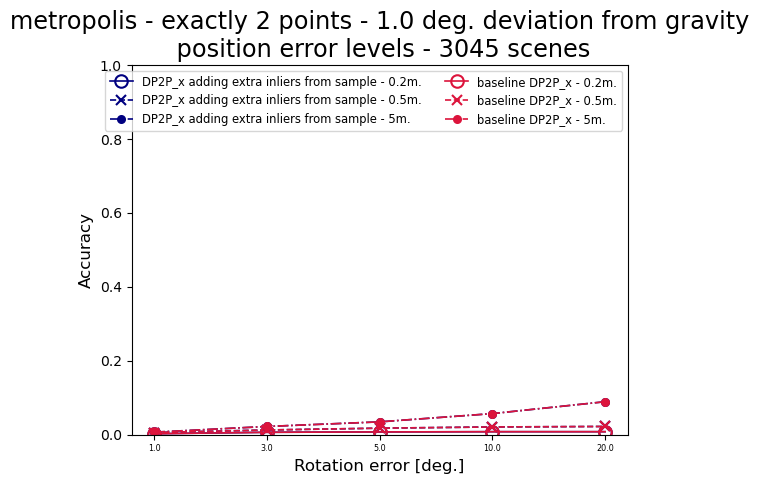 metropolis - exactly 2 points - 1.0 deg. deviation from gravity
position error levels - 3045 scenes
DP2P_x adding extra inliers from sample - 0.2m.
DP2P_x adding extra inliers from sample - 0.5m.
DP2P_x adding extra inliers from sample - 5m.
baseline DP2P_x - 0.2m.
baseline DP2P_x - 0.5m.
baseline DP2P_x - 5m.
Accuracy
1.0
0.8
0.6
0.4
0.2
0.0
1.0 3.0 5.0 10.0 20.0
Rotation error [deg.]